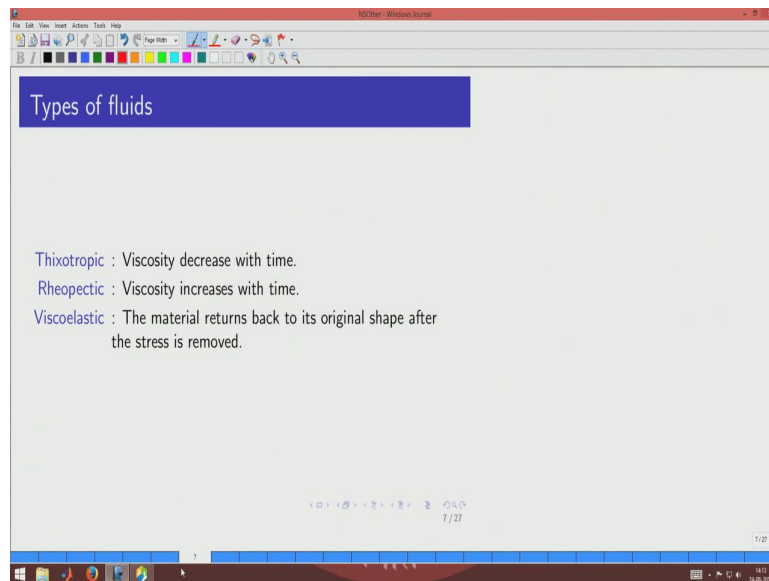 NSOther - Windows Journal
File Edit View Insert Actions Tools Help
Page Width
B I
Types of fluids
Thixotropic : Viscosity decrease with time.
Rheopectic : Viscosity increases with time.
Viscoelastic : The material returns back to its original shape after
the stress is removed.
7 / 27
7/27
7
14:13